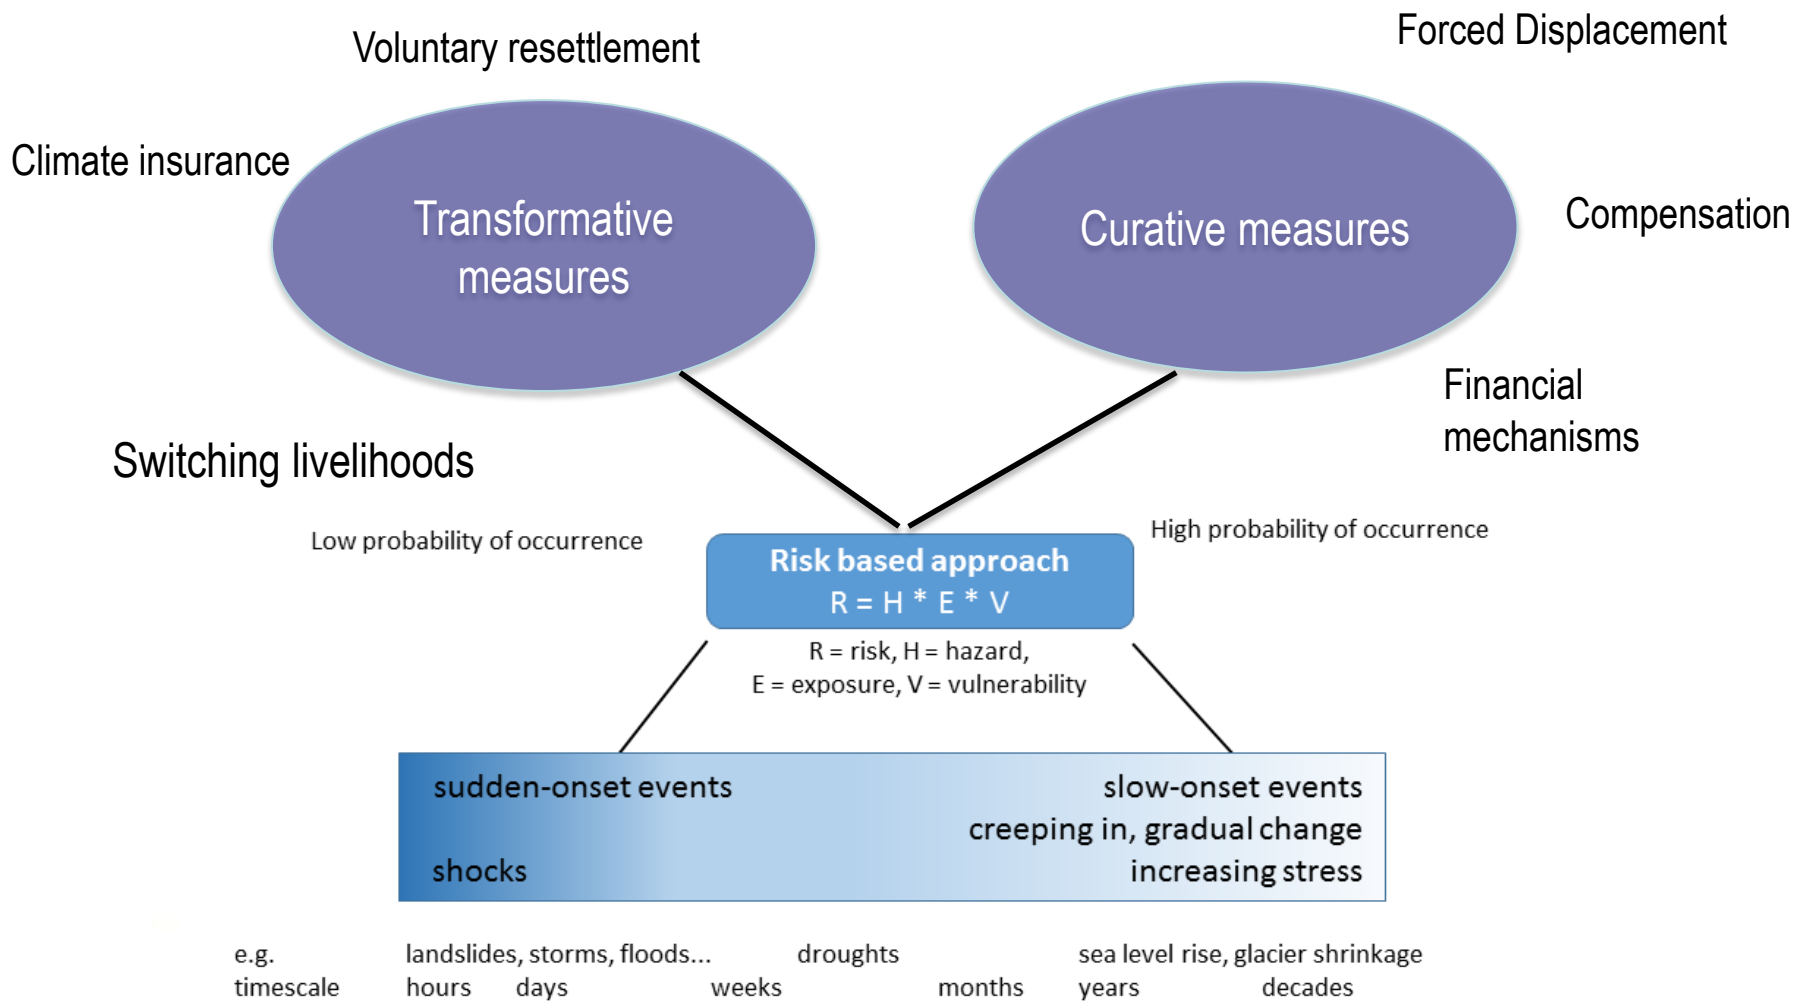 Voluntary resettlement
Forced Displacement
Climate insurance
Transformative
measures
Curative measures
Compensation
Financial
mechanisms
Switching livelihoods
Low probability of occurrence
High probability of occurrence
Risk based approach
R = H * E * V
R = risk, H = hazard,
E = exposure, V = vulnerability
sudden-onset events
slow-onset events
creeping in, gradual change
shocks
increasing stress
e.g. landslides, storms, floods... droughts sea level rise, glacier shrinkage
timescale hours days weeks months years decades